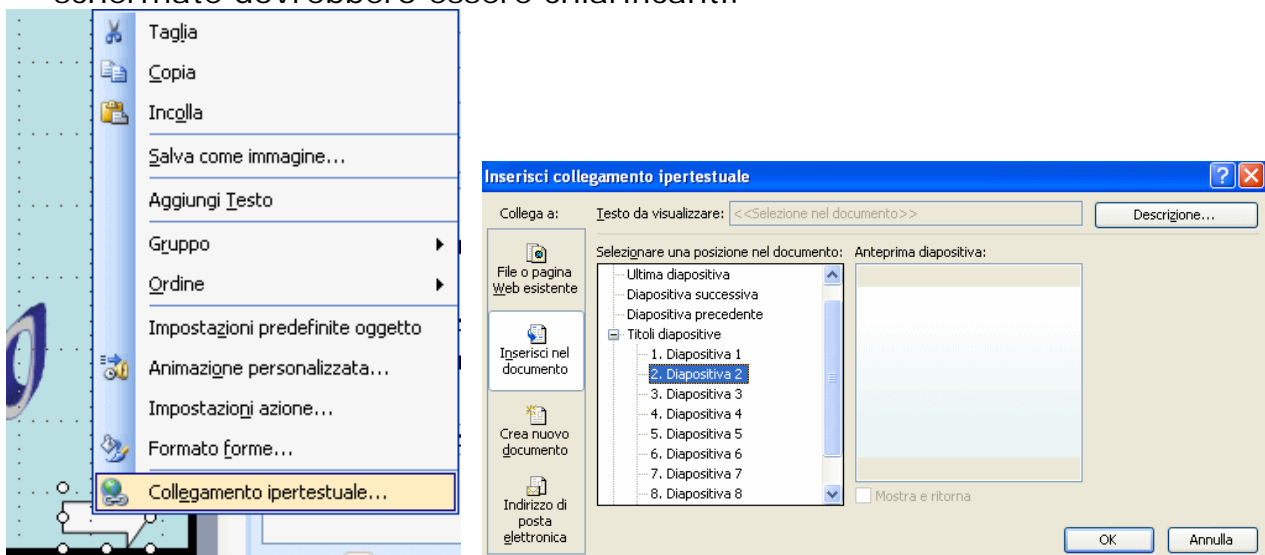 schermate dovrebbero essere chiarificanti.
Taglia
Copia
Incolla
Salva come immagine...
Aggiungi Testo
Gruppo
Ordine
Impostazioni predefinite oggetto
Animazione personalizzata...
Impostazioni azione...
Formato forme...
Collegamento ipertestuale...
Inserisci collegamento ipertestuale
Collega a:
Testo da visualizzare:
<<Selezione nel documento>>
Descrizione...
File o pagina
Web esistente
Inserisci nel
documento
Crea nuovo
documento
Indirizzo di
posta
elettronica
Selezionare una posizione nel documento:
Ultima diapositiva
Diapositiva successiva
Diapositiva precedente
Titoli diapositive
1. Diapositiva 1
2. Diapositiva 2
3. Diapositiva 3
4. Diapositiva 4
5. Diapositiva 5
6. Diapositiva 6
7. Diapositiva 7
8. Diapositiva 8
Anteprima diapositiva:
Mostra e ritorna
OK
Annulla